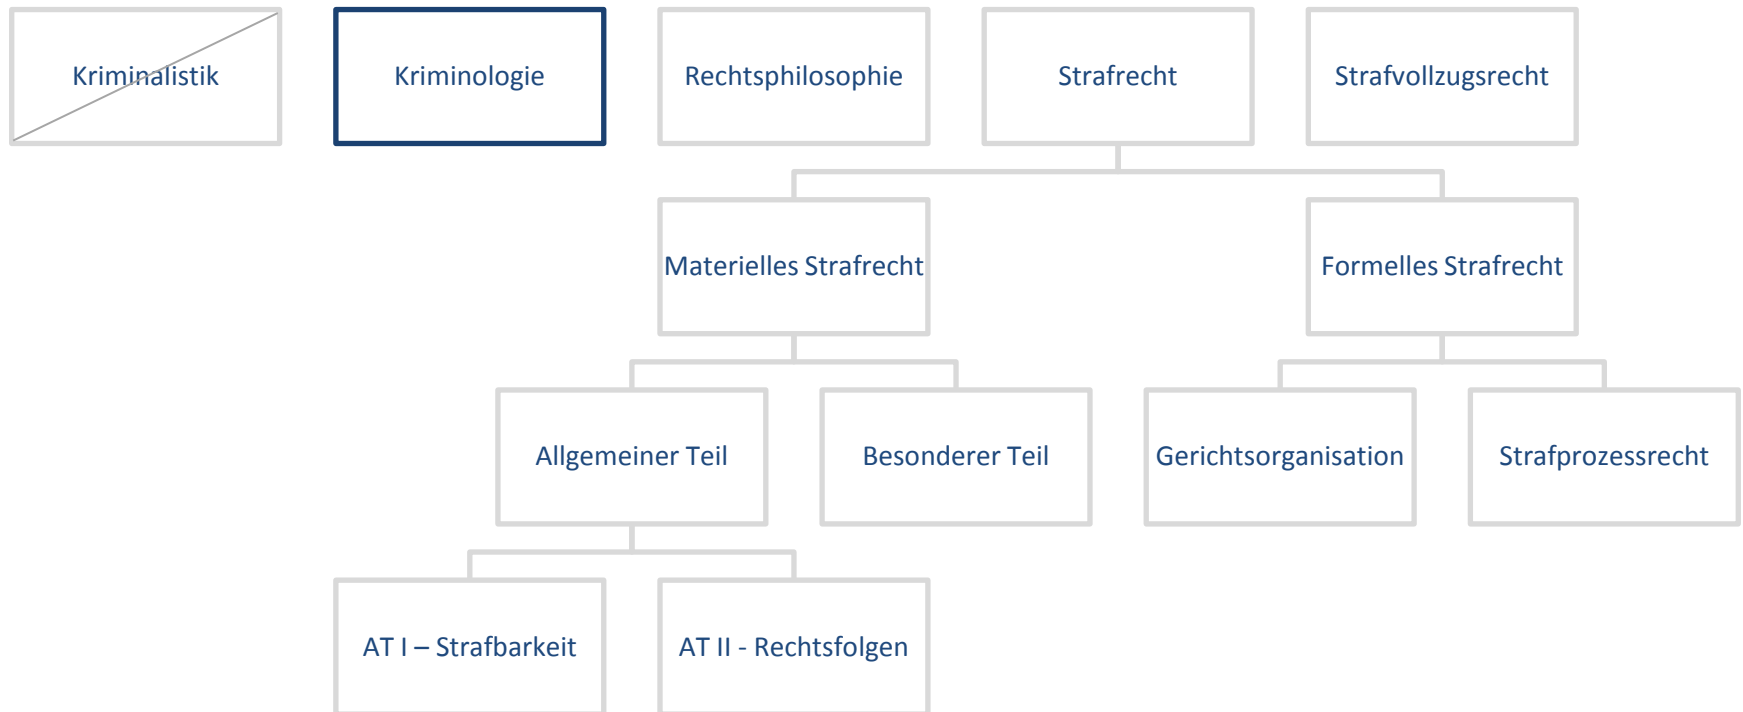 Kriminalistik
Kriminologie
Rechtsphilosophie
Strafrecht
Strafvollzugsrecht
Materielles Strafrecht
Formelles Strafrecht
Allgemeiner Teil
Besonderer Teil
Gerichtsorganisation
Strafprozessrecht
AT I – Strafbarkeit
AT II - Rechtsfolgen